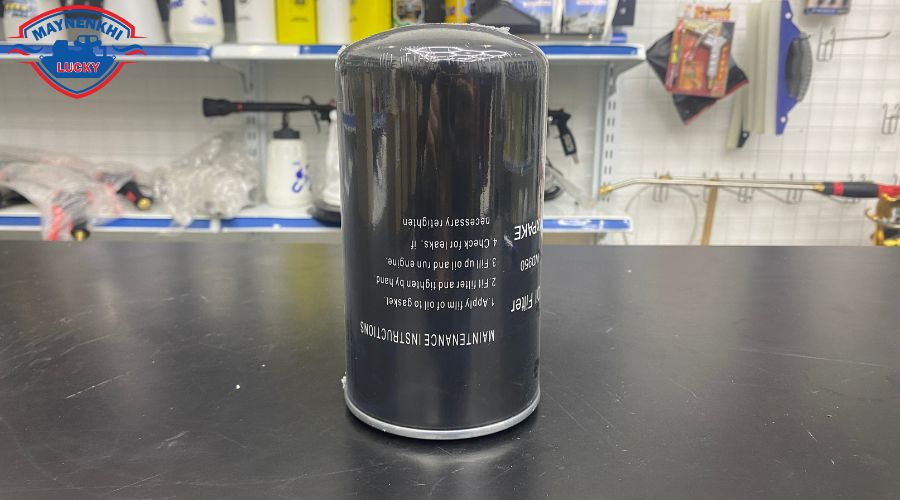 MAYNENKHI
LUCKY
MAINTENANCE INSTRUCTIONS
1. Apply film of oil to gasket.
2. Fit filter and tighten by hand
3. Fill up oil and run engine.
4. Check for leaks. if
necessary retighten
Filter